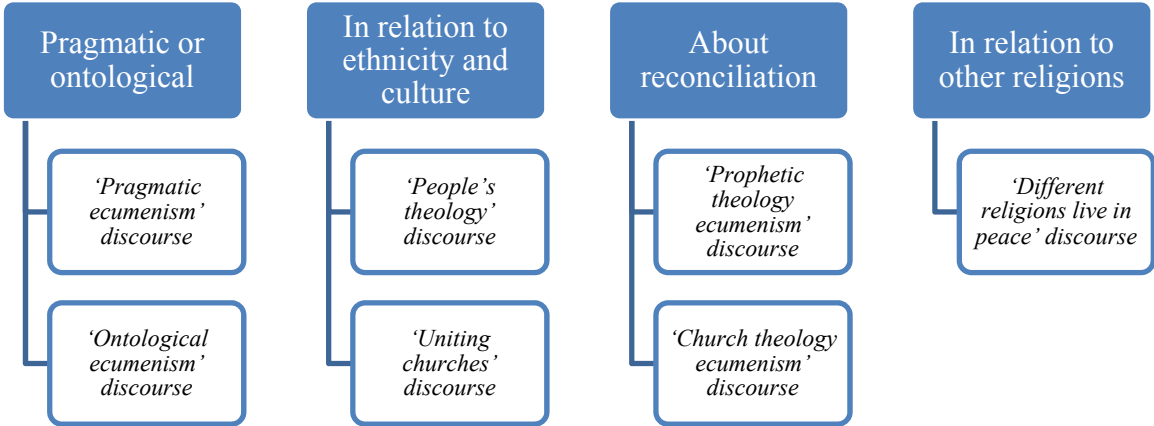 Pragmatic or
ontological
‘Pragmatic
ecumenism’
discourse
‘Ontological
ecumenism’
discourse
In relation to
ethnicity and
culture
‘People’s
theology’
discourse
‘Uniting
churches’
discourse
About
reconciliation
‘Prophetic
theology
ecumenism’
discourse
‘Church theology
ecumenism’
discourse
In relation to
other religions
‘Different
religions live in
peace’ discourse